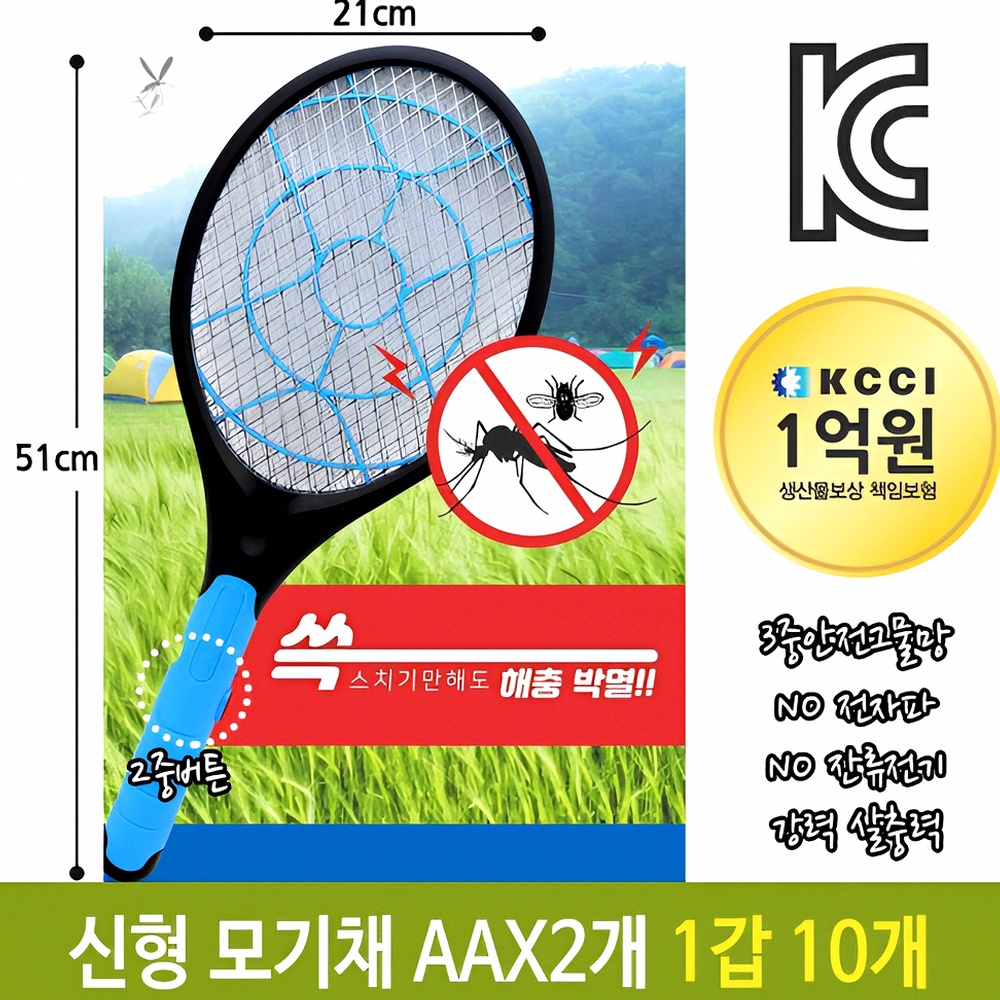 21cm
51cm
KC
KCCI
1억원
생산물보상 책임보험
쓱
스치기만해도 해충 박멸!!
2중버튼
3중안전그물망
NO 전자파
NO 잔류전기
강력 살충력
신형 모기채 AAX2개 1갑 10개